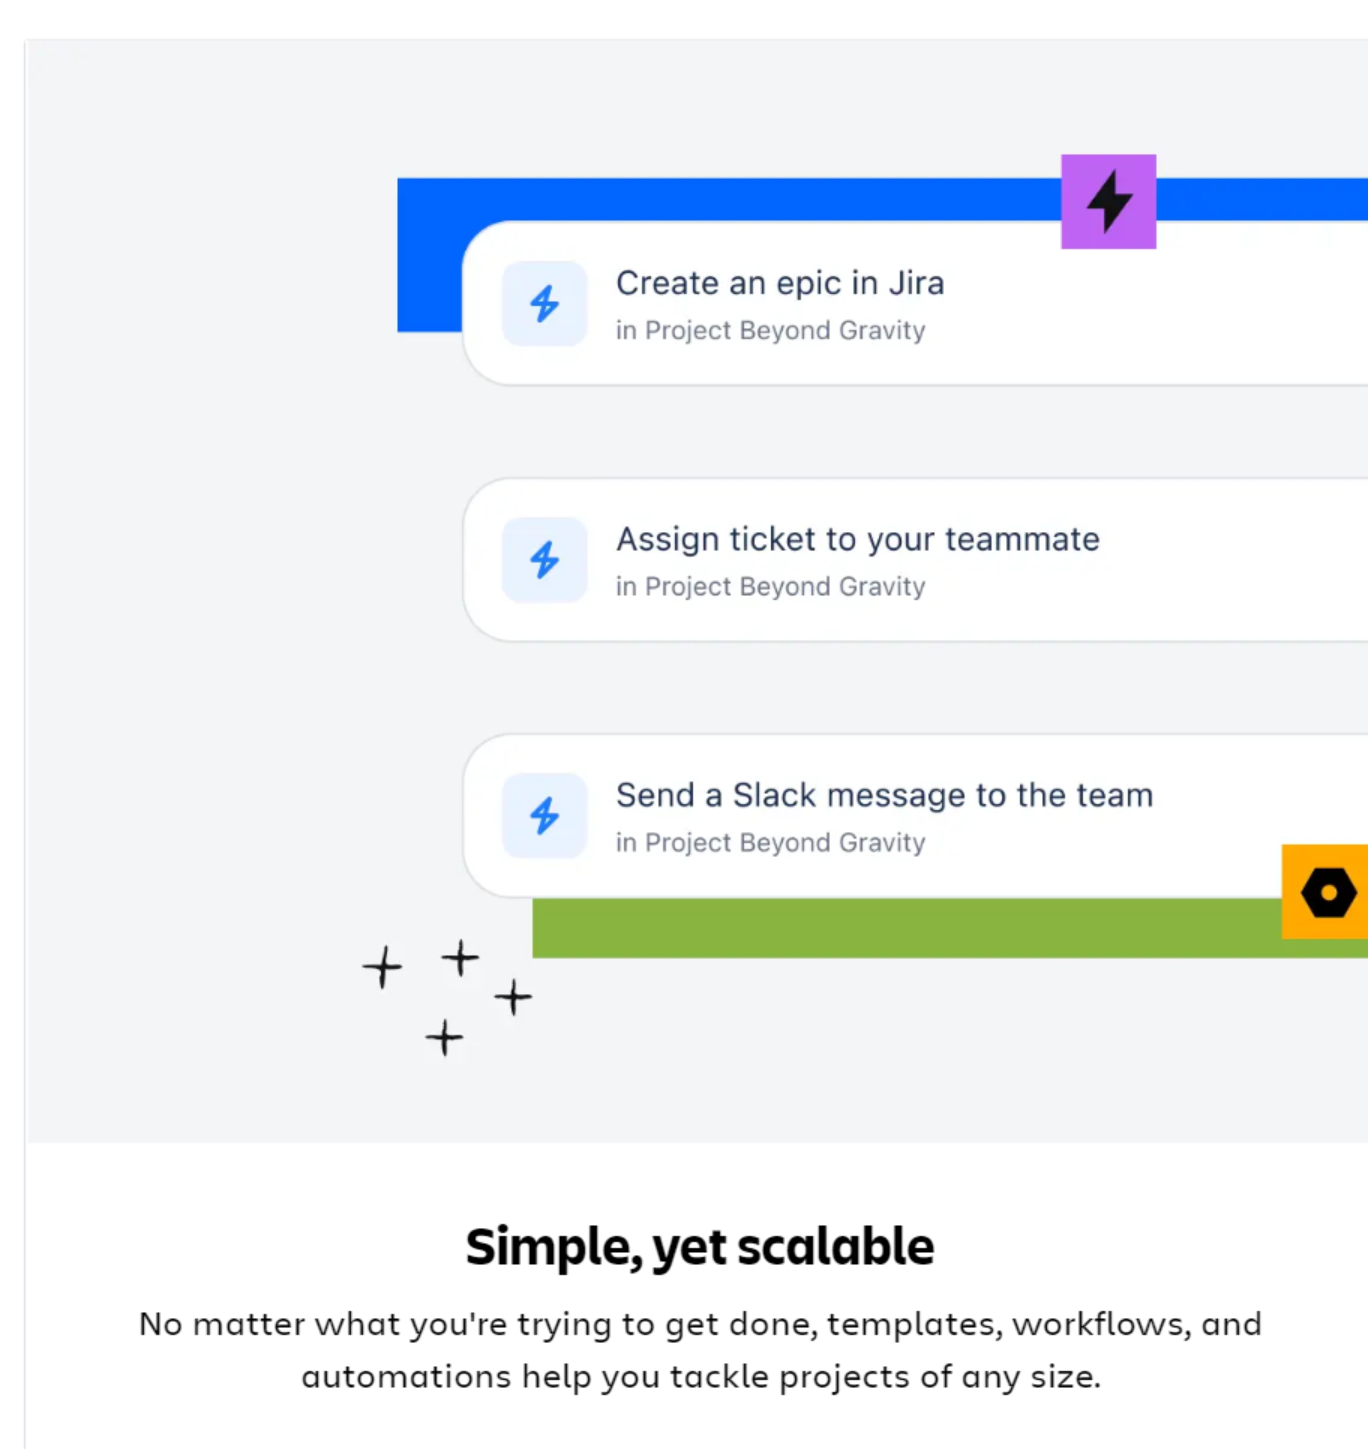 Create an epic in Jira
in Project Beyond Gravity
Assign ticket to your teammate
in Project Beyond Gravity
Send a Slack message to the team
in Project Beyond Gravity
Simple, yet scalable
No matter what you're trying to get done, templates, workflows, and
automations help you tackle projects of any size.